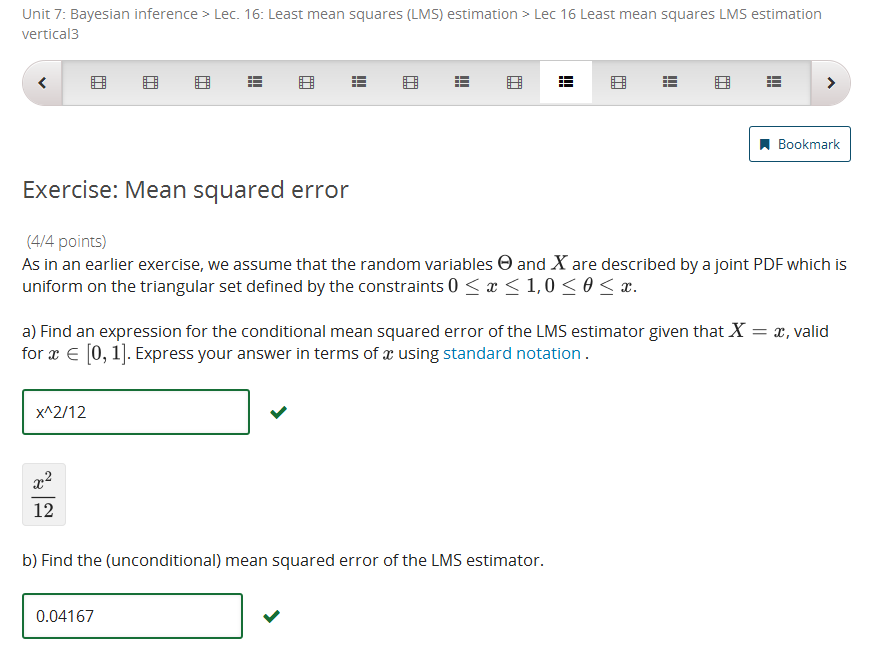 Unit 7: Bayesian inference > Lec. 16: Least mean squares (LMS) estimation > Lec 16 Least mean squares LMS estimation
vertical3
Bookmark
Exercise: Mean squared error
(4/4 points)
As in an earlier exercise, we assume that the random variables Θ and X are described by a joint PDF which is
uniform on the triangular set defined by the constraints 0 ≤ x ≤ 1, 0 ≤ θ ≤ x.
a) Find an expression for the conditional mean squared error of the LMS estimator given that X = x, valid
for x ∈ [0, 1]. Express your answer in terms of x using standard notation .
x^2/12
x²
12
b) Find the (unconditional) mean squared error of the LMS estimator.
0.04167